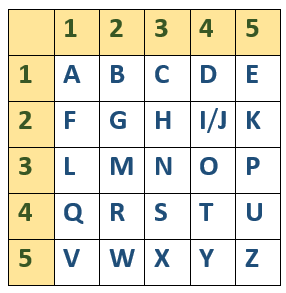 1 2 3 4 5
1 A B C D E
2 F G H I/J K
3 L M N O P
4 Q R S T U
5 V W X Y Z